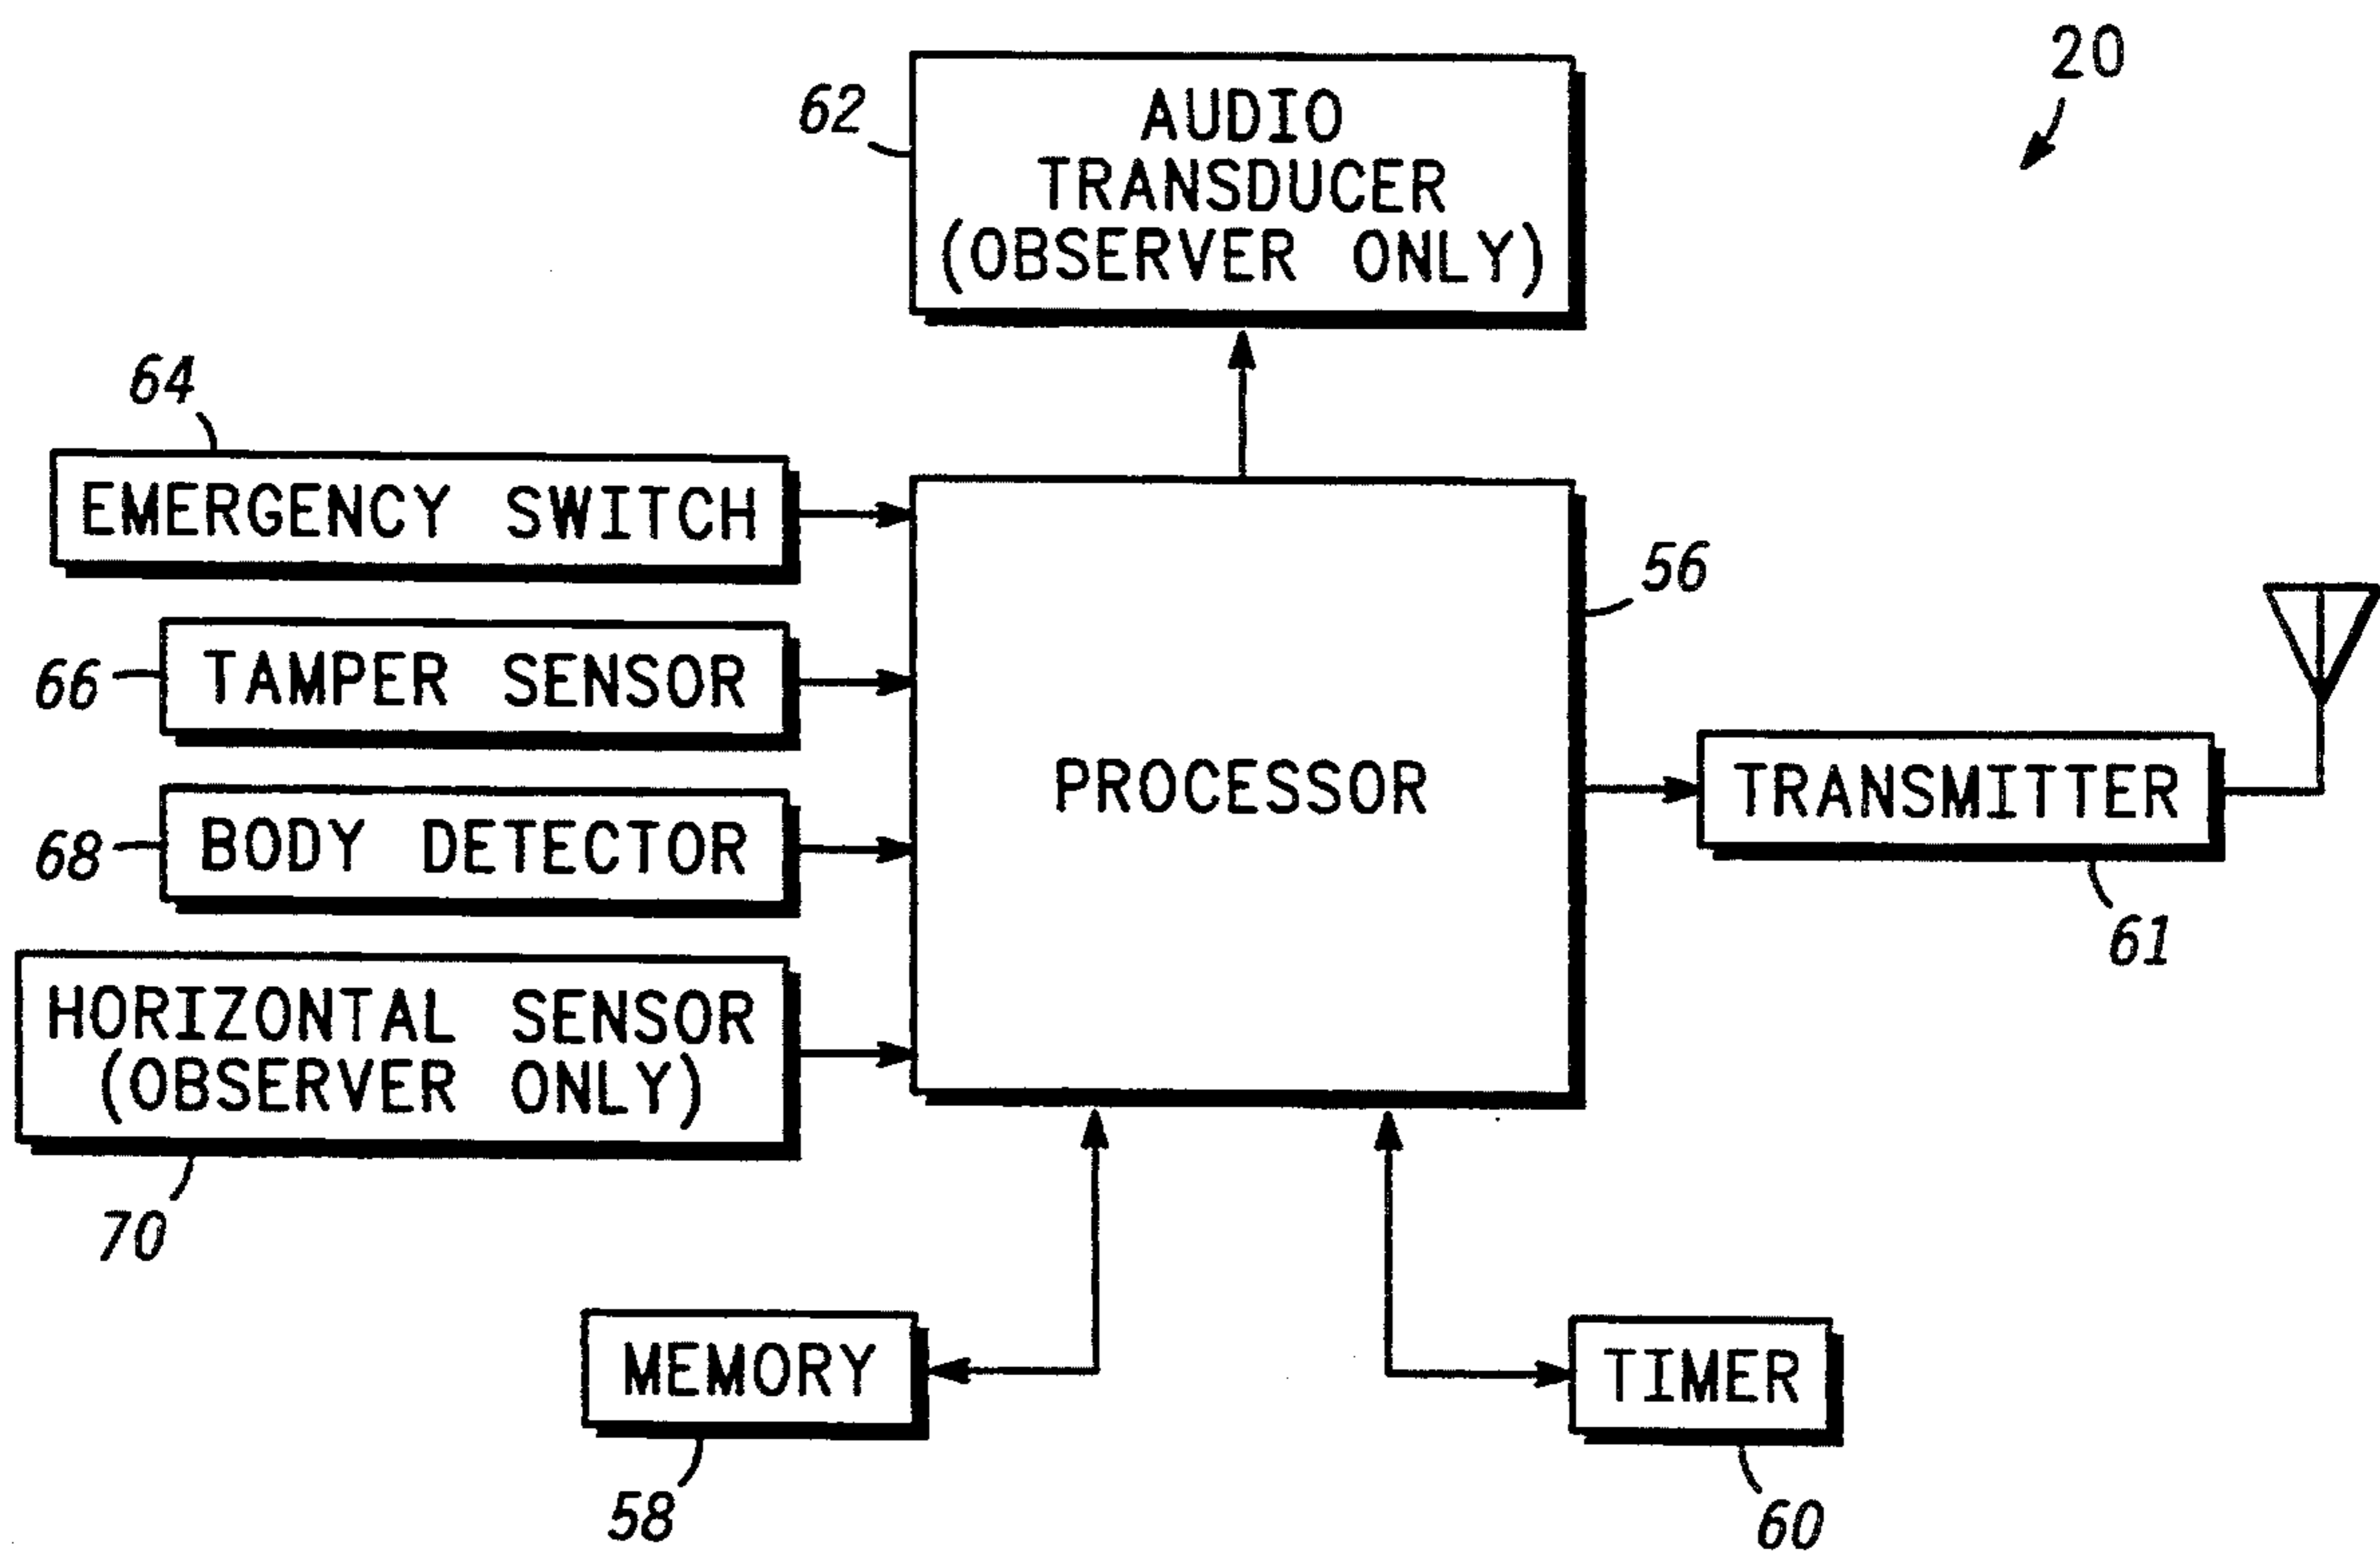 20
62
AUDIO
TRANSDUCER
(OBSERVER ONLY)
64
EMERGENCY SWITCH
56
66
TAMPER SENSOR
PROCESSOR
TRANSMITTER
68
BODY DETECTOR
61
HORIZONTAL SENSOR
(OBSERVER ONLY)
70
MEMORY
TIMER
58
60